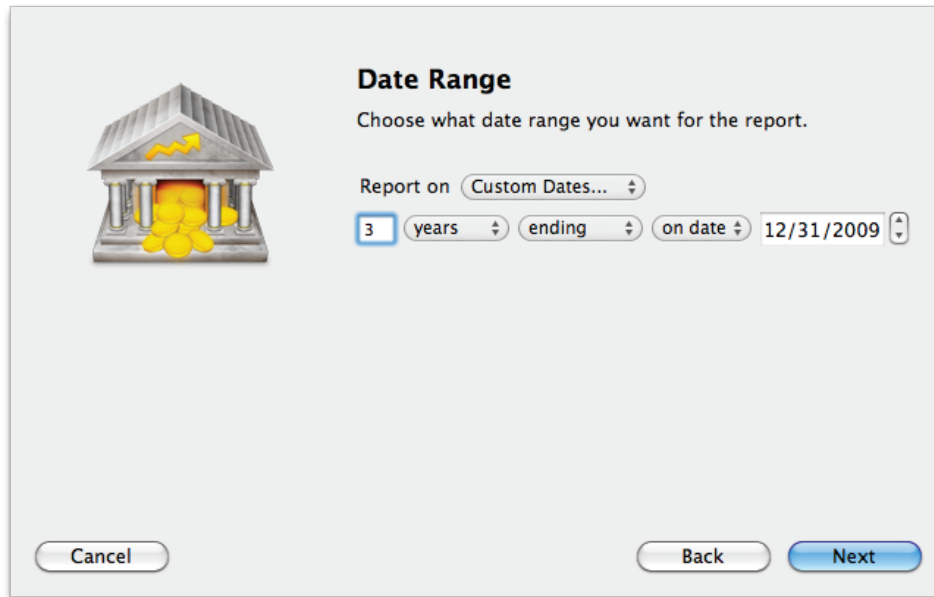 Date Range
Choose what date range you want for the report.
Report on Custom Dates...
3 years ending on date 12/31/2009
Cancel Back Next